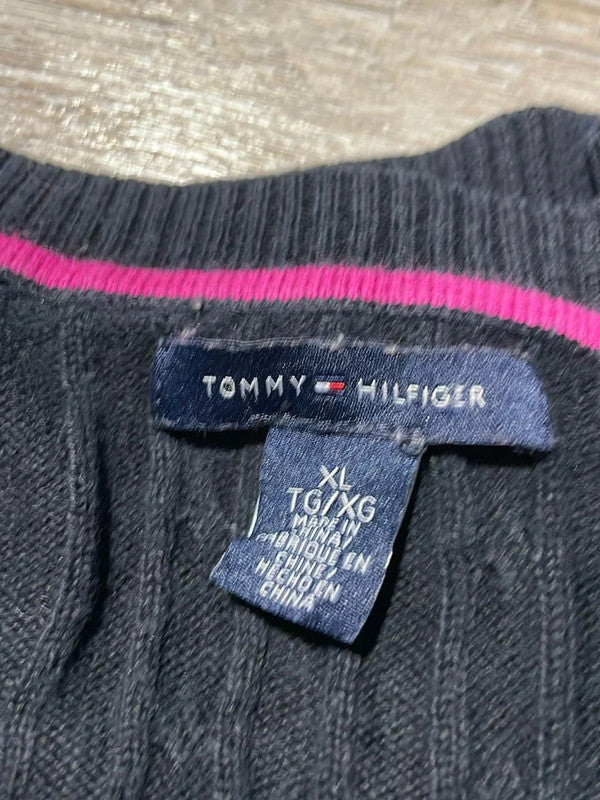 TOMMY HILFIGER
XL
TG/XG
MADE IN
CHINA/
FABRIQUE EN
CHINE/
HECHO EN
CHINA